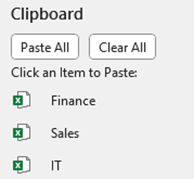 Clipboard
Paste All Clear All
Click an Item to Paste:
Finance
Sales
IT